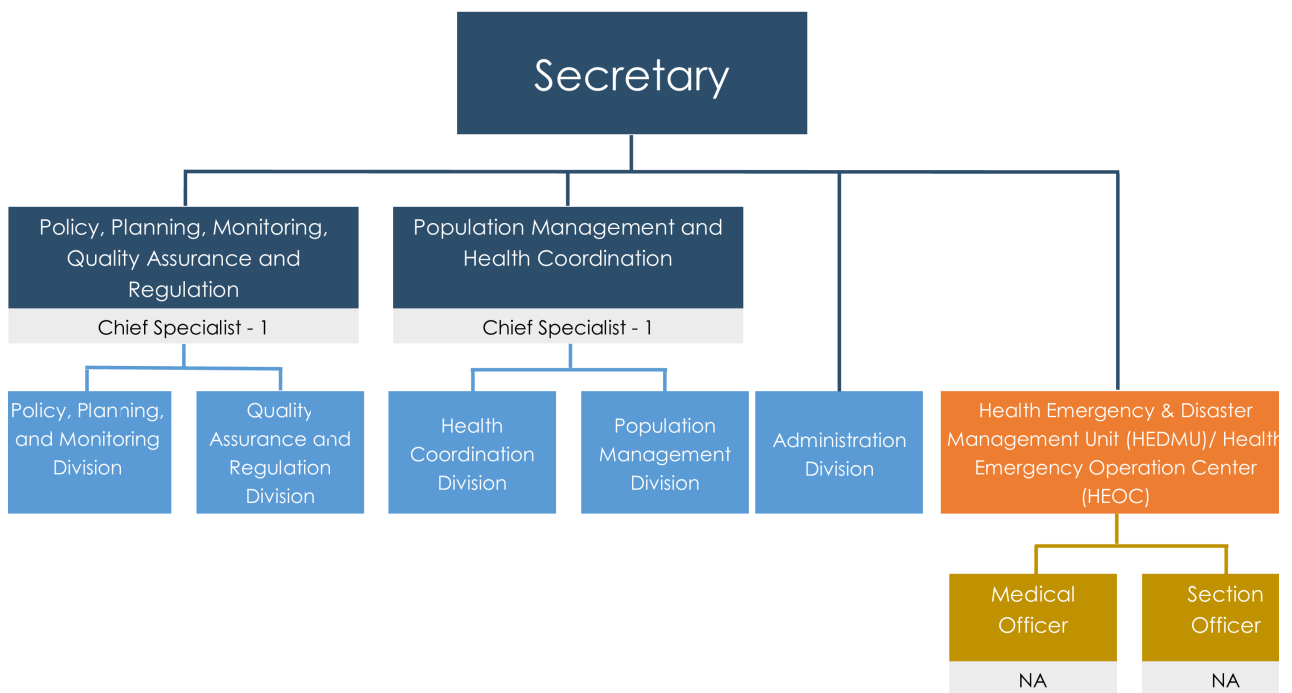 Secretary
Policy, Planning, Monitoring,
Quality Assurance and
Regulation
Chief Specialist - 1
Population Management and
Health Coordination
Chief Specialist - 1
Policy, Planning,
and Monitoring
Division
Quality
Assurance and
Regulation
Division
Health
Coordination
Division
Population
Management
Division
Administration
Division
Health Emergency & Disaster
Management Unit (HEDMU)/ Health
Emergency Operation Center
(HEOC)
Medical
Officer
NA
Section
Officer
NA